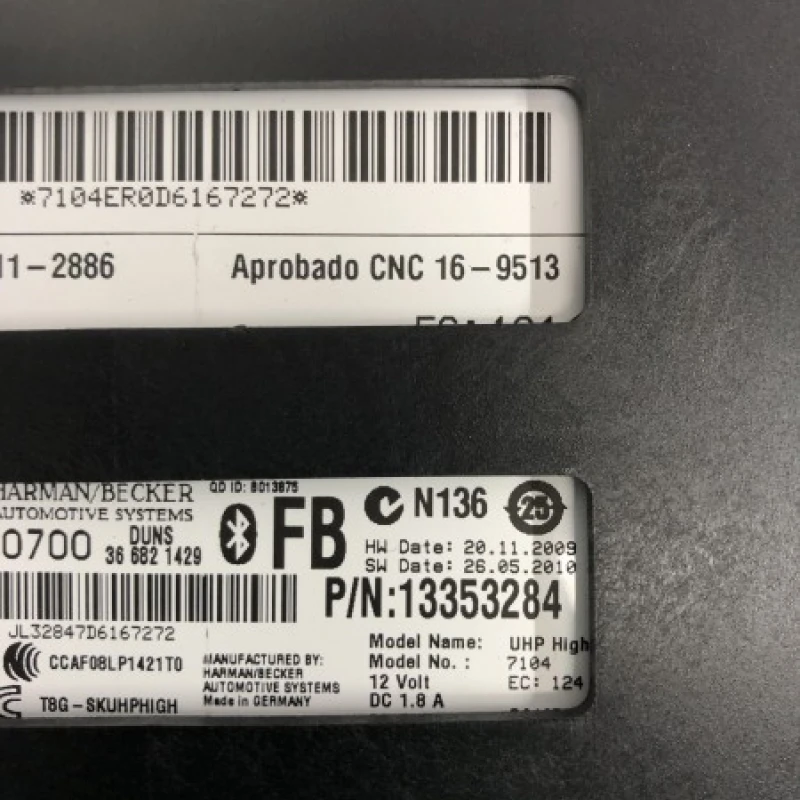 *7104ER0D6167272*
11-2886 Aprobado CNC 16-9513
EC: 124
HARMAN/BECKER
AUTOMOTIVE SYSTEMS
QD ID: B013875
0700
DUNS
36 682 1429
FB
N136
25
HW Date: 20.11.2009
SW Date: 26.05.2010
P/N:13353284
JL32847D6167272
CCAF08LP1421T0
T8G-SKUHPHIGH
MANUFACTURED BY:
HARMAN/BECKER
AUTOMOTIVE SYSTEMS
Made in GERMANY
Model Name: UHP High
Model No.: 7104
12 Volt EC: 124
DC 1.8 A